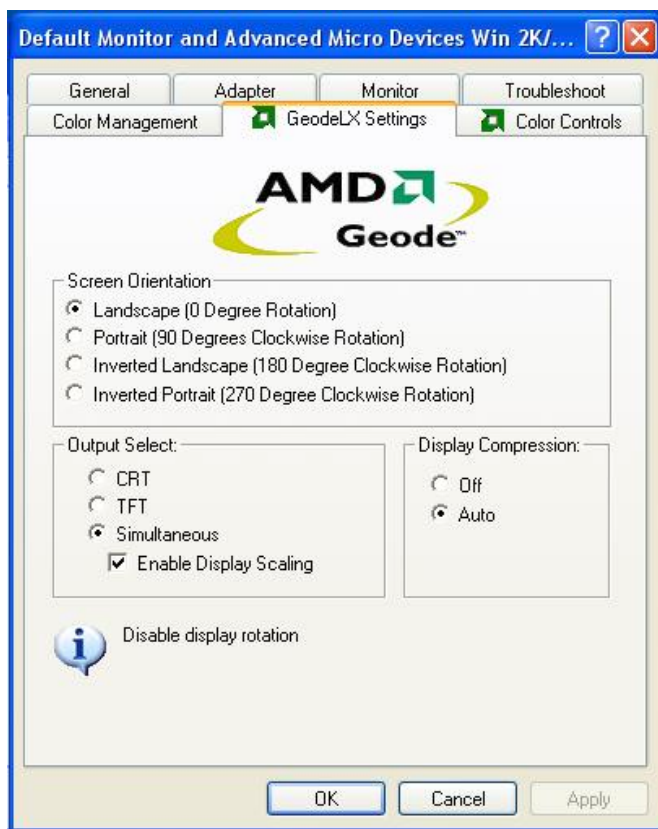 Default Monitor and Advanced Micro Devices Win 2K/...
General Adapter Monitor Troubleshoot
Color Management GeodeLX Settings Color Controls
AMD
Geode™
Screen Orientation
Landscape (0 Degree Rotation)
Portrait (90 Degrees Clockwise Rotation)
Inverted Landscape (180 Degree Clockwise Rotation)
Inverted Portrait (270 Degree Clockwise Rotation)
Output Select:
CRT
TFT
Simultaneous
Enable Display Scaling
Display Compression:
Off
Auto
Disable display rotation
OK Cancel Apply